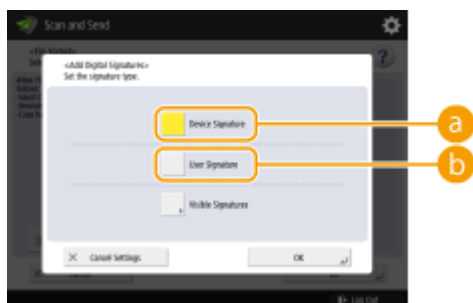 Scan and Send
<Add Digital Signatures>
Set the signature type.
Device Signature
a
User Signature
b
Visible Signatures
Cancel Settings
OK
Log Out